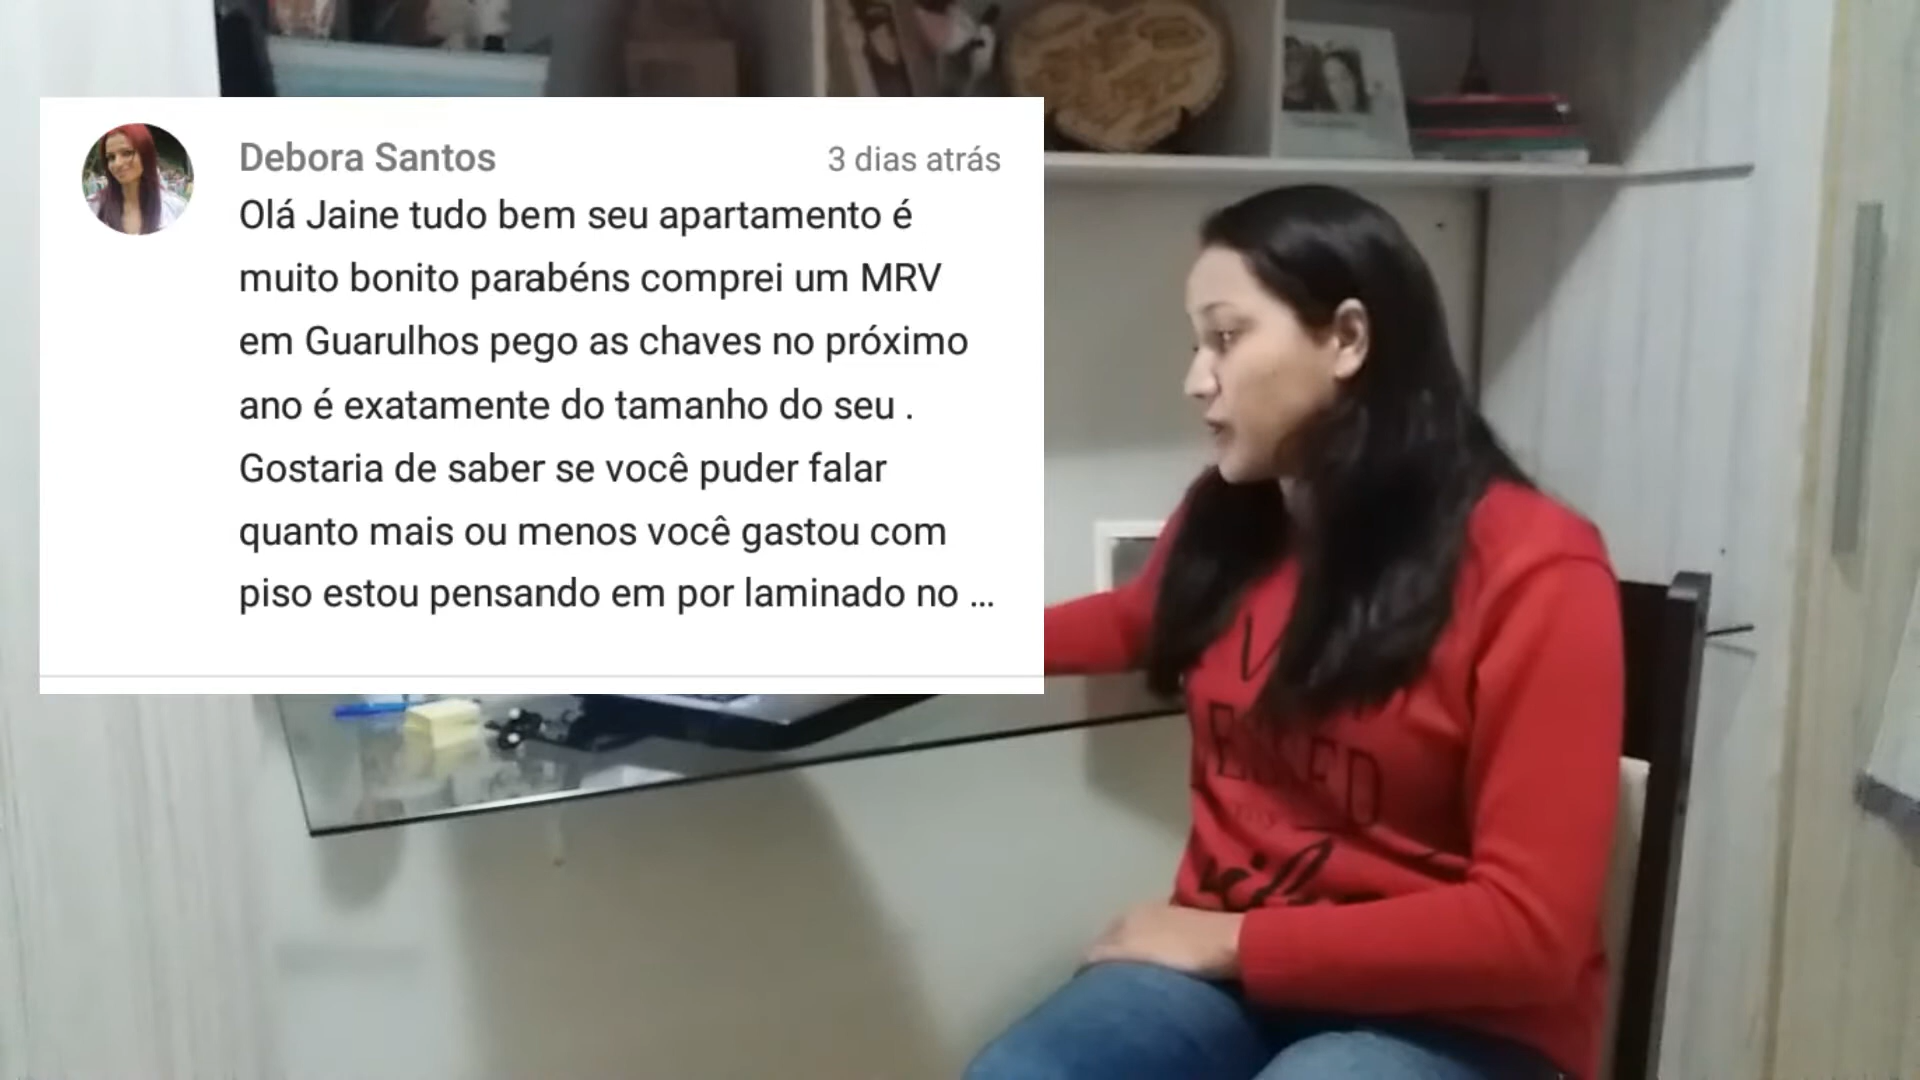 Debora Santos
3 dias atrás
Olá Jaine tudo bem seu apartamento é
muito bonito parabéns comprei um MRV
em Guarulhos pego as chaves no próximo
ano é exatamente do tamanho do seu .
Gostaria de saber se você puder falar
quanto mais ou menos você gastou com
piso estou pensando em por laminado no ...